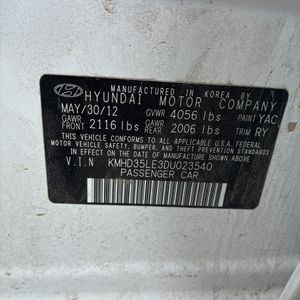 MANUFACTURED IN REPUBLIC OF KOREA BY
HYUNDAI MOTOR COMPANY
MAY/30/12 GVWR 4056 lbs PAINT YAC
GAWR FRONT 2116 lbs GAWR REAR 2006 lbs TRIM RY
THIS VEHICLE CONFORMS TO ALL APPLICABLE U.S. FEDERAL
MOTOR VEHICLE SAFETY, BUMPER, AND THEFT PREVENTION STANDARDS
IN EFFECT ON THE DATE OF MANUFACTURE SHOWN ABOVE.
V.I.N KMHD35LE3DU023540
PASSENGER CAR